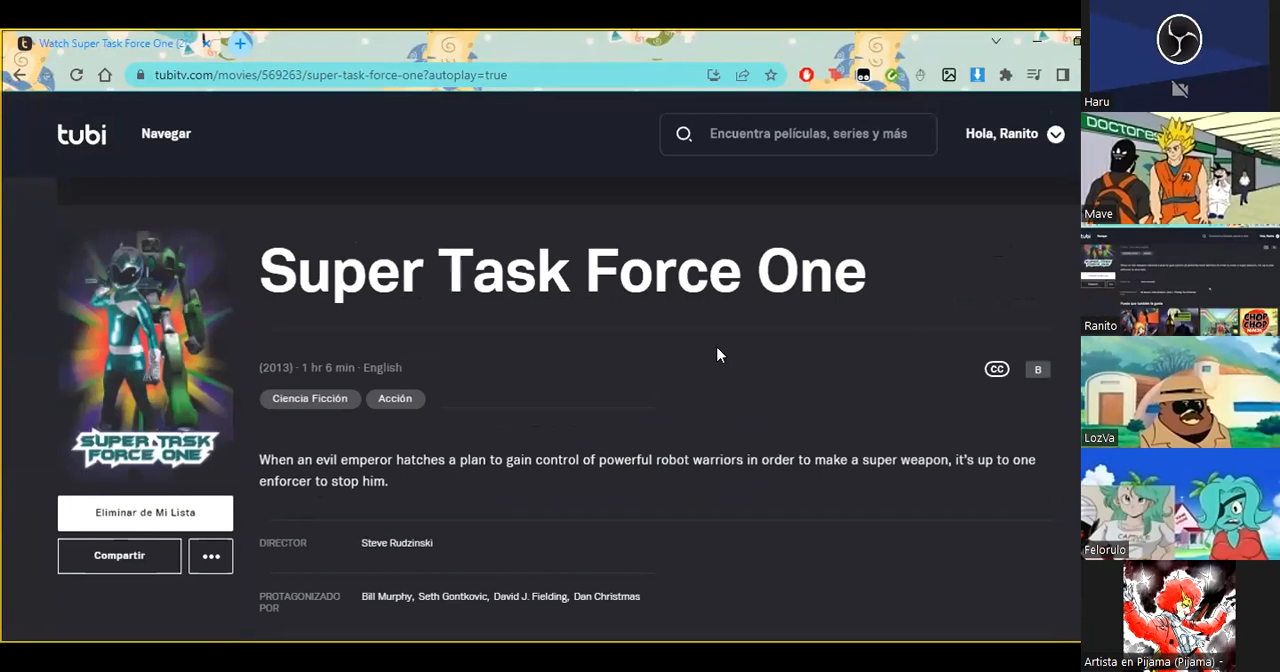 Watch Super Task Force One (2
tubitv.com/movies/569263/super-task-force-one?autoplay=true
tubi
Navegar
Encuentra películas, series y más
Hola, Ranito
Super Task Force One
(2013) · 1 hr 6 min · English
CC
B
Ciencia Ficción
Acción
SUPER TASK
FORCE ONE
When an evil emperor hatches a plan to gain control of powerful robot warriors in order to make a super weapon, it's up to one
enforcer to stop him.
Eliminar de Mi Lista
Compartir
DIRECTOR
Steve Rudzinski
PROTAGONIZADO
POR
Bill Murphy, Seth Gontkovic, David J. Fielding, Dan Christmas
Haru
DOCTORES
Mave
tubi
CHOP
CHOP
Ranito
LozVa
Felorulo
Artista en Pijama (Pijama) -